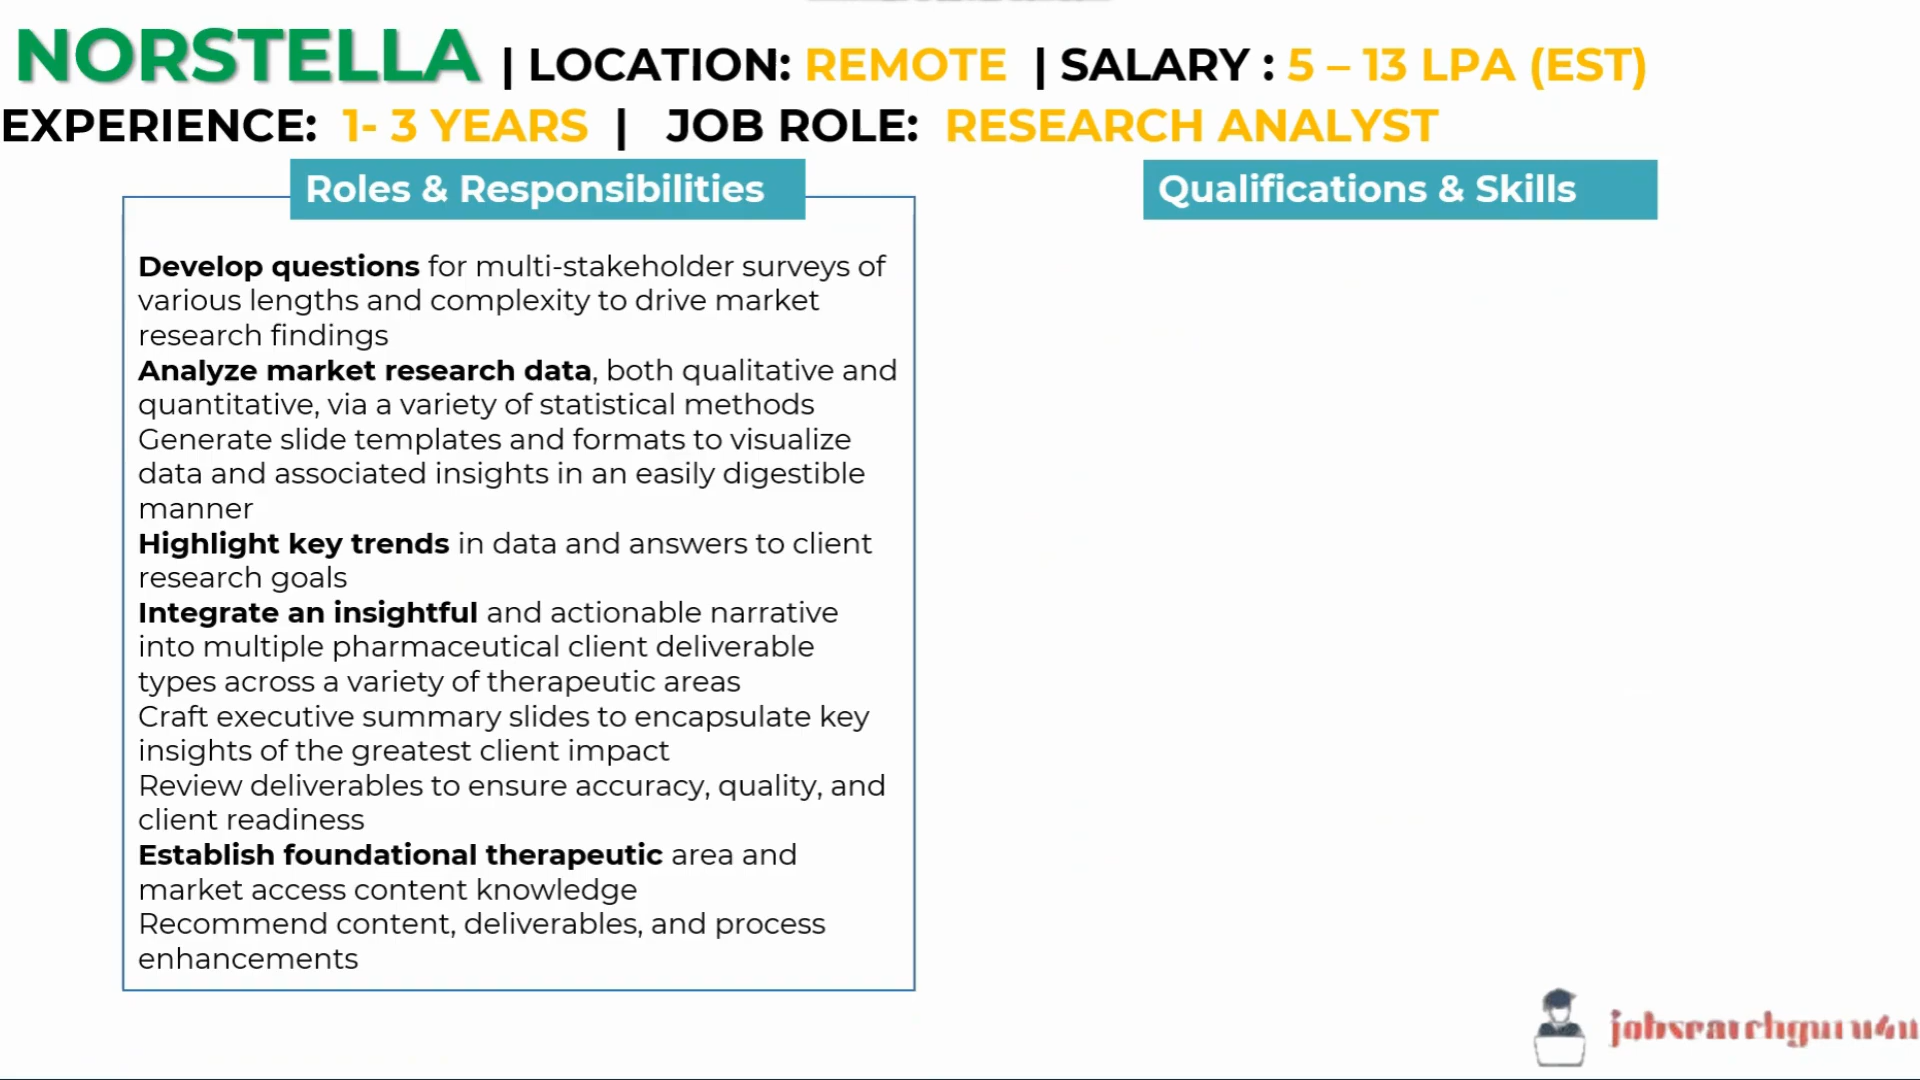 NORSTELLA | LOCATION: REMOTE | SALARY : 5 – 13 LPA (EST)
EXPERIENCE: 1- 3 YEARS | JOB ROLE: RESEARCH ANALYST
Roles & Responsibilities
Develop questions for multi-stakeholder surveys of
various lengths and complexity to drive market
research findings
Analyze market research data, both qualitative and
quantitative, via a variety of statistical methods
Generate slide templates and formats to visualize
data and associated insights in an easily digestible
manner
Highlight key trends in data and answers to client
research goals
Integrate an insightful and actionable narrative
into multiple pharmaceutical client deliverable
types across a variety of therapeutic areas
Craft executive summary slides to encapsulate key
insights of the greatest client impact
Review deliverables to ensure accuracy, quality, and
client readiness
Establish foundational therapeutic area and
market access content knowledge
Recommend content, deliverables, and process
enhancements
Qualifications & Skills
jobsearchguru4u